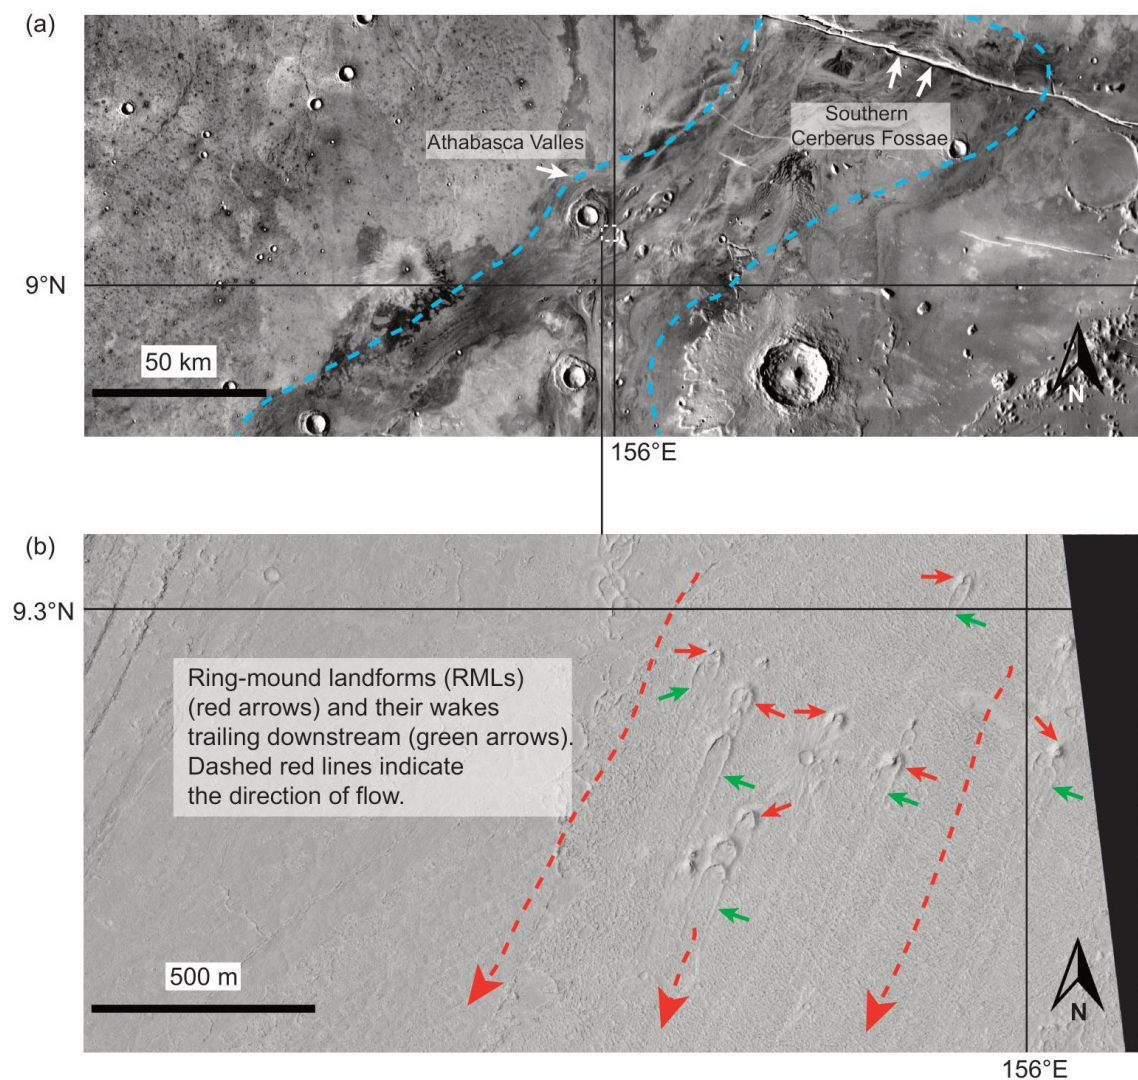 (a)
Athabasca Valles
Southern
Cerberus Fossae
9°N
50 km
N
156°E
(b)
9.3°N
Ring-mound landforms (RMLs)
(red arrows) and their wakes
trailing downstream (green arrows).
Dashed red lines indicate
the direction of flow.
500 m
N
156°E